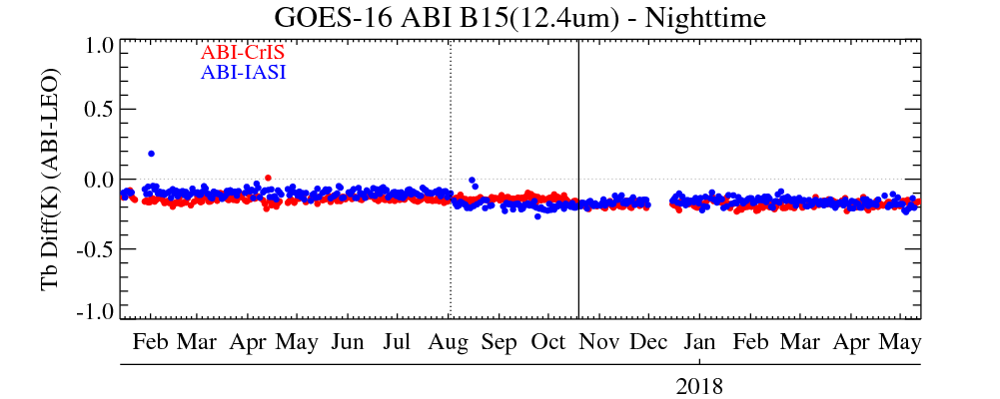 GOES-16 ABI B15(12.4um) - Nighttime
ABI-CrIS
ABI-IASI
Tb Diff(K) (ABI-LEO)
1.0
0.5
0.0
-0.5
-1.0
Feb Mar Apr May Jun Jul Aug Sep Oct Nov Dec Jan Feb Mar Apr May
2018